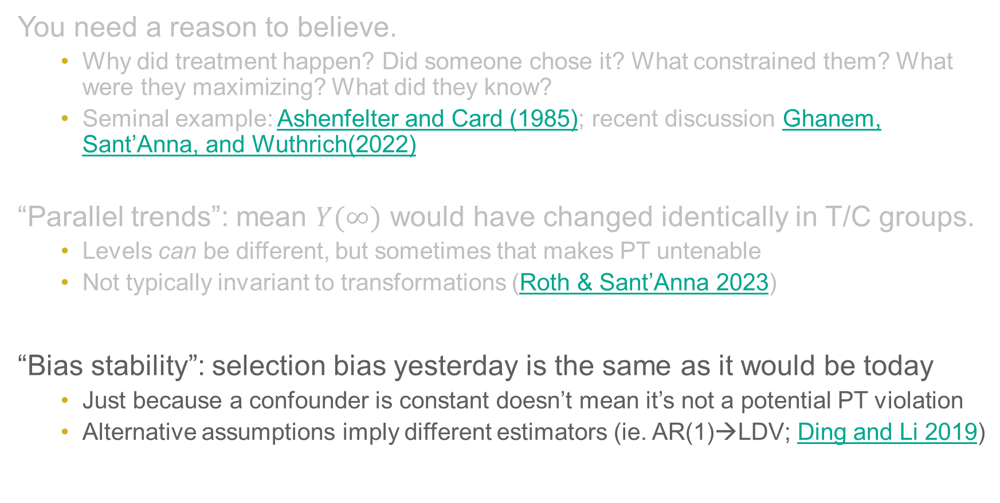 You need a reason to believe.
• Why did treatment happen? Did someone chose it? What constrained them? What
were they maximizing? What did they know?
• Seminal example: Ashenfelter and Card (1985); recent discussion Ghanem,
Sant’Anna, and Wuthrich(2022)
“Parallel trends”: mean Y(∞) would have changed identically in T/C groups.
• Levels can be different, but sometimes that makes PT untenable
• Not typically invariant to transformations (Roth & Sant’Anna 2023)
“Bias stability”: selection bias yesterday is the same as it would be today
• Just because a confounder is constant doesn’t mean it’s not a potential PT violation
• Alternative assumptions imply different estimators (ie. AR(1)→LDV; Ding and Li 2019)